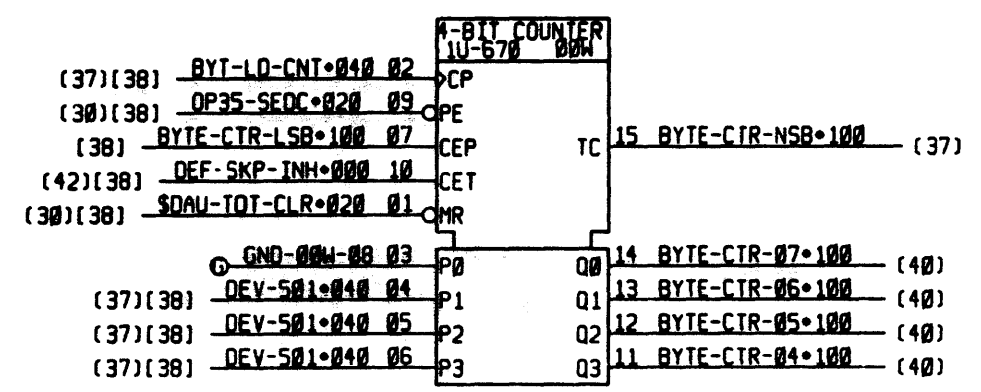 4-BIT COUNTER
1U-670 00W
(37)[38] BYT-LD-CNT•040 02 CP
(30)[38] OP35-SEDC•020 09 PE
[38] BYTE-CTR-LSB•100 07 CEP TC 15 BYTE-CTR-NSB•100 (37)
(42)[38] DEF-SKP-INH•000 10 CET
(30)[38] $DAU-TOT-CLR•020 01 MR
G GND-00W-08 03 P0 Q0 14 BYTE-CTR-07•100 (40)
(37)[38] DEV-S01•040 04 P1 Q1 13 BYTE-CTR-06•100 (40)
(37)[38] DEV-S01•040 05 P2 Q2 12 BYTE-CTR-05•100 (40)
(37)[38] DEV-S01•040 06 P3 Q3 11 BYTE-CTR-04•100 (40)